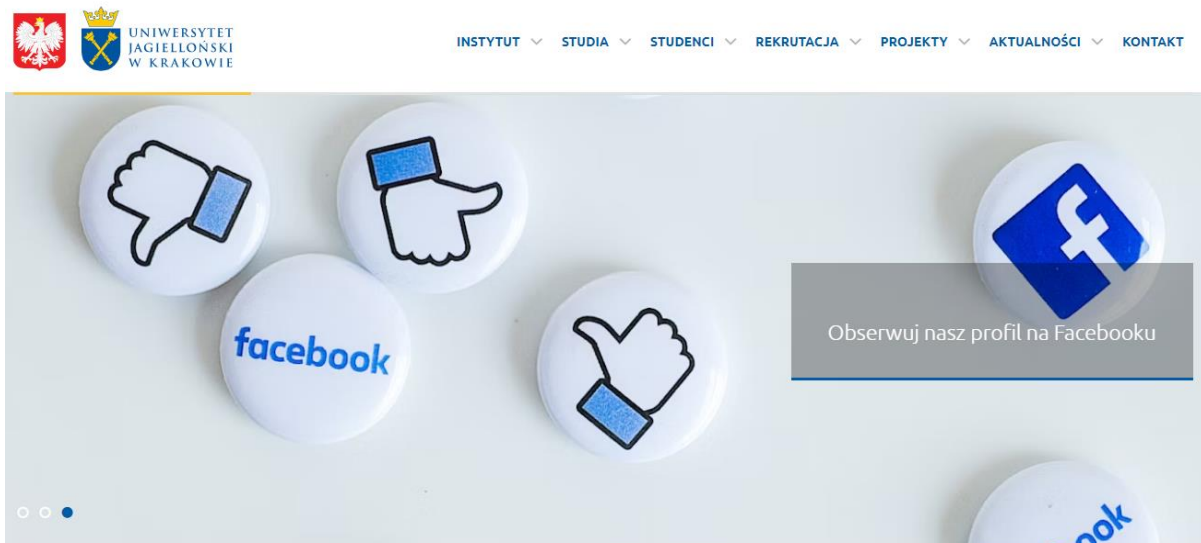 UNIWERSYTET
JAGIELLOŃSKI
W KRAKOWIE
INSTYTUT STUDIA STUDENCI REKRUTACJA PROJEKTY AKTUALNOŚCI KONTAKT
facebook
f
Obserwuj nasz profil na Facebooku
ook